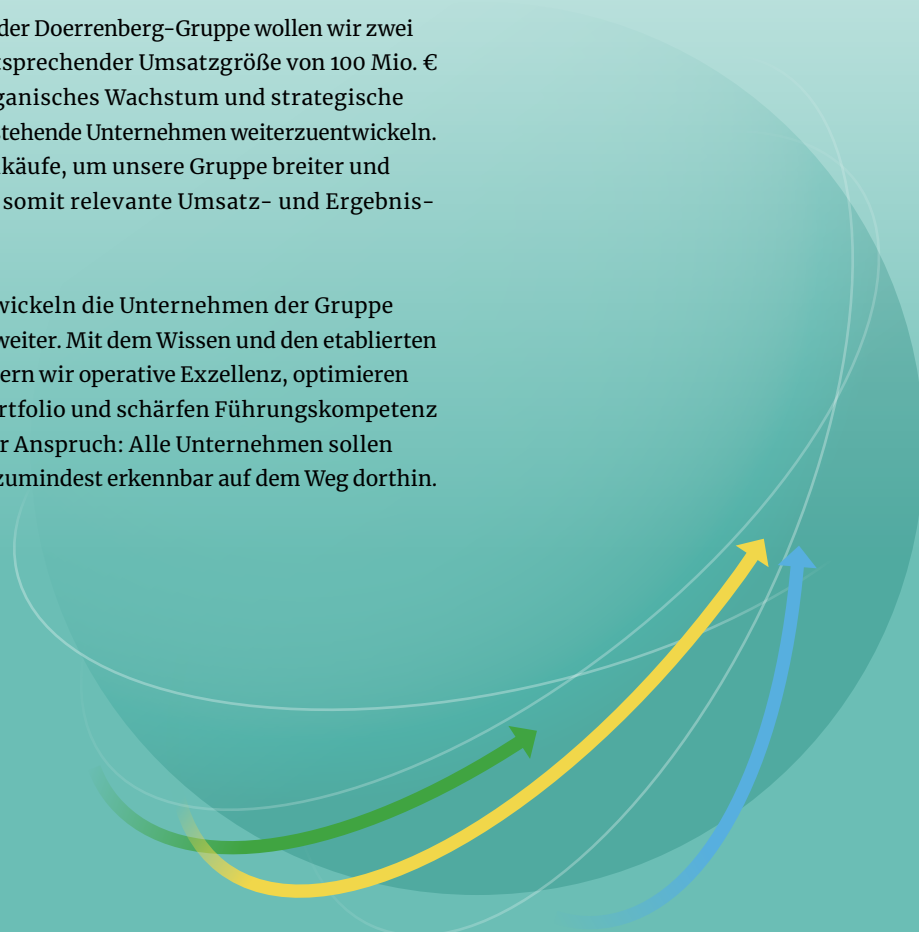 der Doerrenberg-Gruppe wollen wir zwei
sprechender Umsatzgröße von 100 Mio. €
ganisches Wachstum und strategische
stehende Unternehmen weiterzuentwickeln.
käufe, um unsere Gruppe breiter und
somit relevante Umsatz- und Ergebnis-
wickeln die Unternehmen der Gruppe
weiter. Mit dem Wissen und den etablierten
ern wir operative Exzellenz, optimieren
rtfolio und schärfen Führungskompetenz
r Anspruch: Alle Unternehmen sollen
zumindest erkennbar auf dem Weg dorthin.